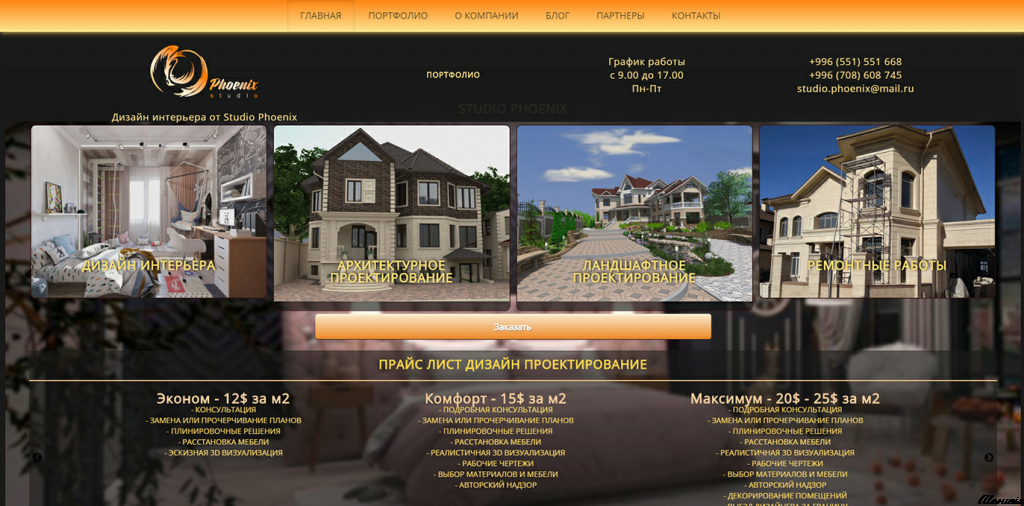 ГЛАВНАЯ
ПОРТФОЛИО
О КОМПАНИИ
БЛОГ
ПАРТНЕРЫ
КОНТАКТЫ
Phoenix
studio
Дизайн интерьера от Studio Phoenix
ПОРТФОЛИО
График работы
с 9.00 до 17.00
Пн-Пт
+996 (551) 551 668
+996 (708) 608 745
studio.phoenix@mail.ru
STUDIO PHOENIX
ДИЗАЙН ИНТЕРЬЕРА
АРХИТЕКТУРНОЕ
ПРОЕКТИРОВАНИЕ
ЛАНДШАФТНОЕ
ПРОЕКТИРОВАНИЕ
РЕМОНТНЫЕ РАБОТЫ
Заказать
ПРАЙС ЛИСТ ДИЗАЙН ПРОЕКТИРОВАНИЕ
Эконом - 12$ за м2
- КОНСУЛЬТАЦИЯ
- ЗАМЕНА ИЛИ ПРОЧЕРЧИВАНИЕ ПЛАНОВ
- ПЛИНИРОВОЧНЫЕ РЕШЕНИЯ
- РАССТАНОВКА МЕБЕЛИ
- ЭСКИЗНАЯ 3D ВИЗУАЛИЗАЦИЯ
Комфорт - 15$ за м2
- ПОДРОБНАЯ КОНСУЛЬТАЦИЯ
- ЗАМЕНА ИЛИ ПРОЧЕРЧИВАНИЕ ПЛАНОВ
- ПЛИНИРОВОЧНЫЕ РЕШЕНИЯ
- РАССТАНОВКА МЕБЕЛИ
- РЕАЛИСТИЧНАЯ 3D ВИЗУАЛИЗАЦИЯ
- РАБОЧИЕ ЧЕРТЕЖИ
- ВЫБОР МАТЕРИАЛОВ И МЕБЕЛИ
- АВТОРСКИЙ НАДЗОР
Максимум - 20$ - 25$ за м2
- ПОДРОБНАЯ КОНСУЛЬТАЦИЯ
- ЗАМЕНА ИЛИ ПРОЧЕРЧИВАНИЕ ПЛАНОВ
- ПЛИНИРОВОЧНЫЕ РЕШЕНИЯ
- РАССТАНОВКА МЕБЕЛИ
- РЕАЛИСТИЧНАЯ 3D ВИЗУАЛИЗАЦИЯ
- РАБОЧИЕ ЧЕРТЕЖИ
- ВЫБОР МАТЕРИАЛОВ И МЕБЕЛИ
- АВТОРСКИЙ НАДЗОР
- ДЕКОРИРОВАНИЕ ПОМЕЩЕНИЙ